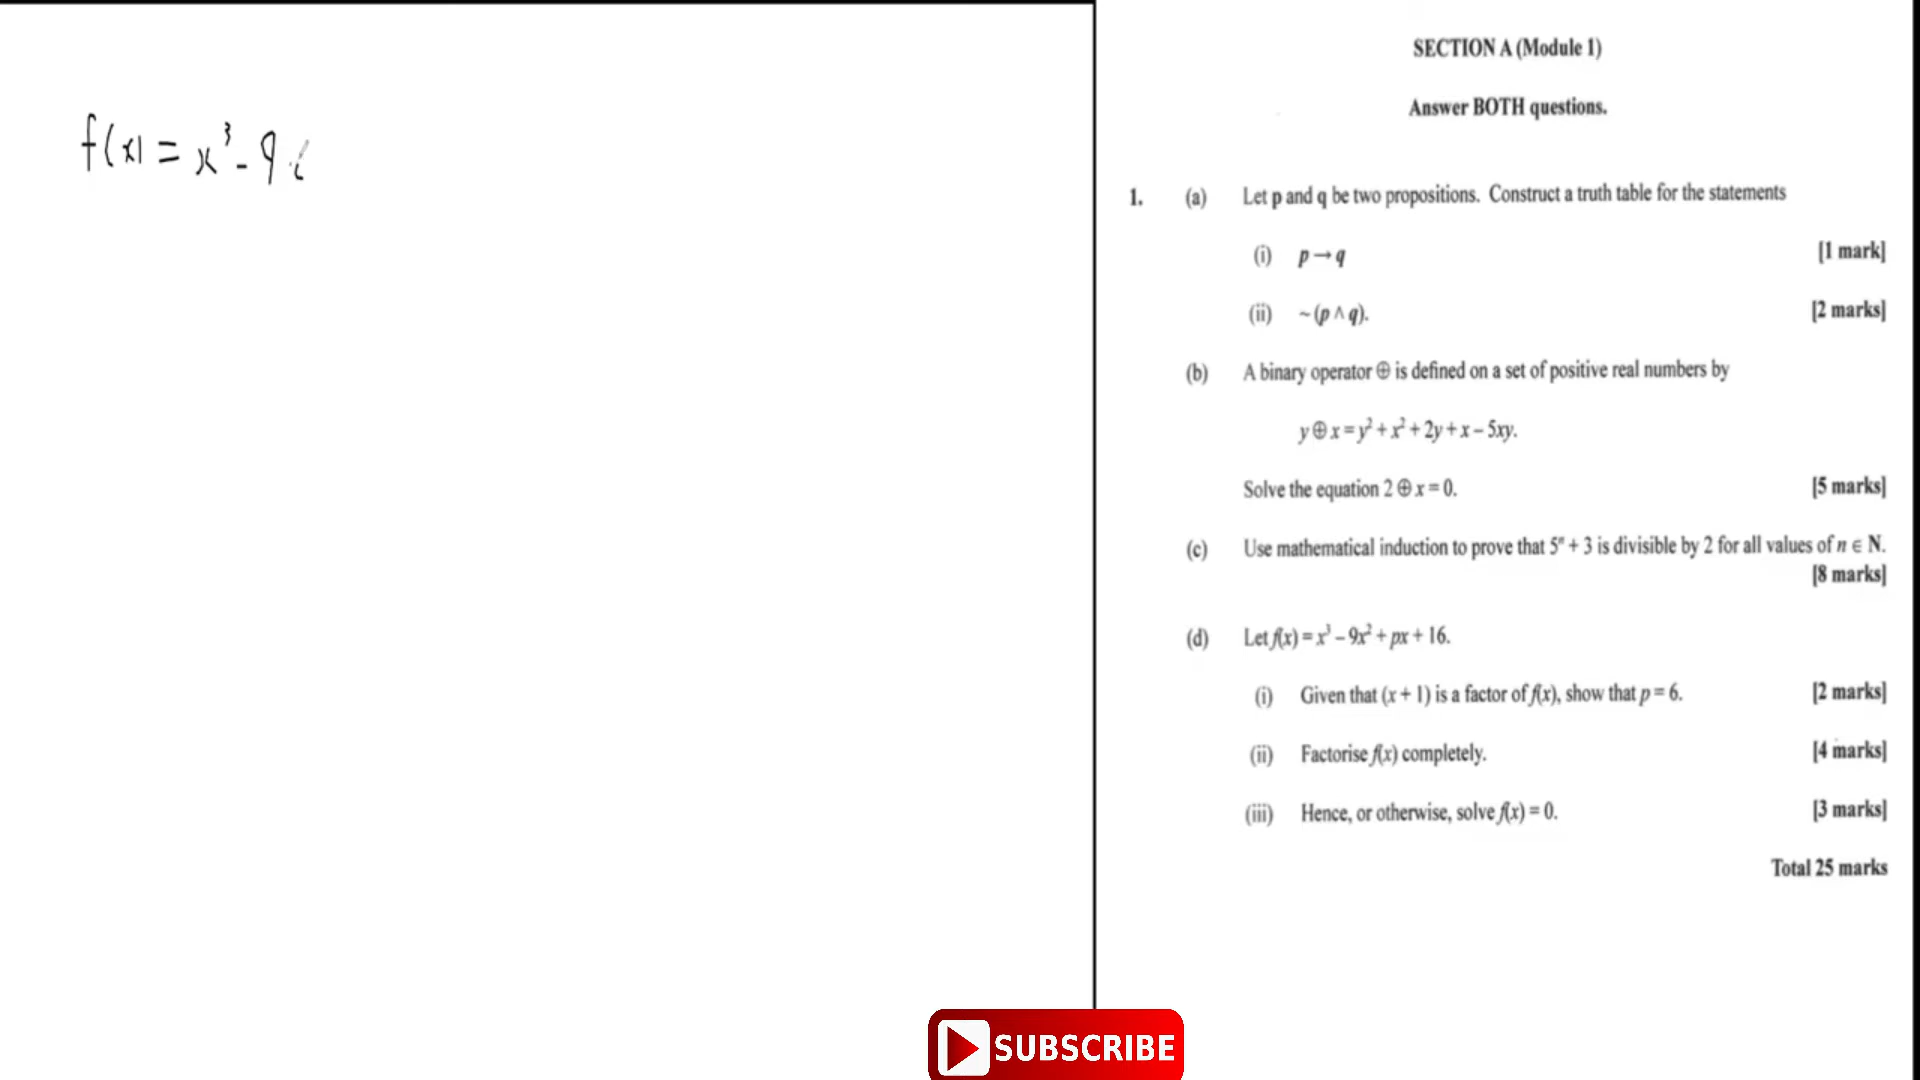 f(x) = x³ - 9
SECTION A (Module 1)
Answer BOTH questions.
1. (a) Let p and q be two propositions. Construct a truth table for the statements
(i) p → q [1 mark]
(ii) ~ (p ∧ q). [2 marks]
(b) A binary operator ⊕ is defined on a set of positive real numbers by
y ⊕ x = y² + x² + 2y + x – 5xy.
Solve the equation 2 ⊕ x = 0. [5 marks]
(c) Use mathematical induction to prove that 5ⁿ + 3 is divisible by 2 for all values of n ∈ N.
[8 marks]
(d) Let f(x) = x³ – 9x² + px + 16.
(i) Given that (x + 1) is a factor of f(x), show that p = 6. [2 marks]
(ii) Factorise f(x) completely. [4 marks]
(iii) Hence, or otherwise, solve f(x) = 0. [3 marks]
Total 25 marks
SUBSCRIBE